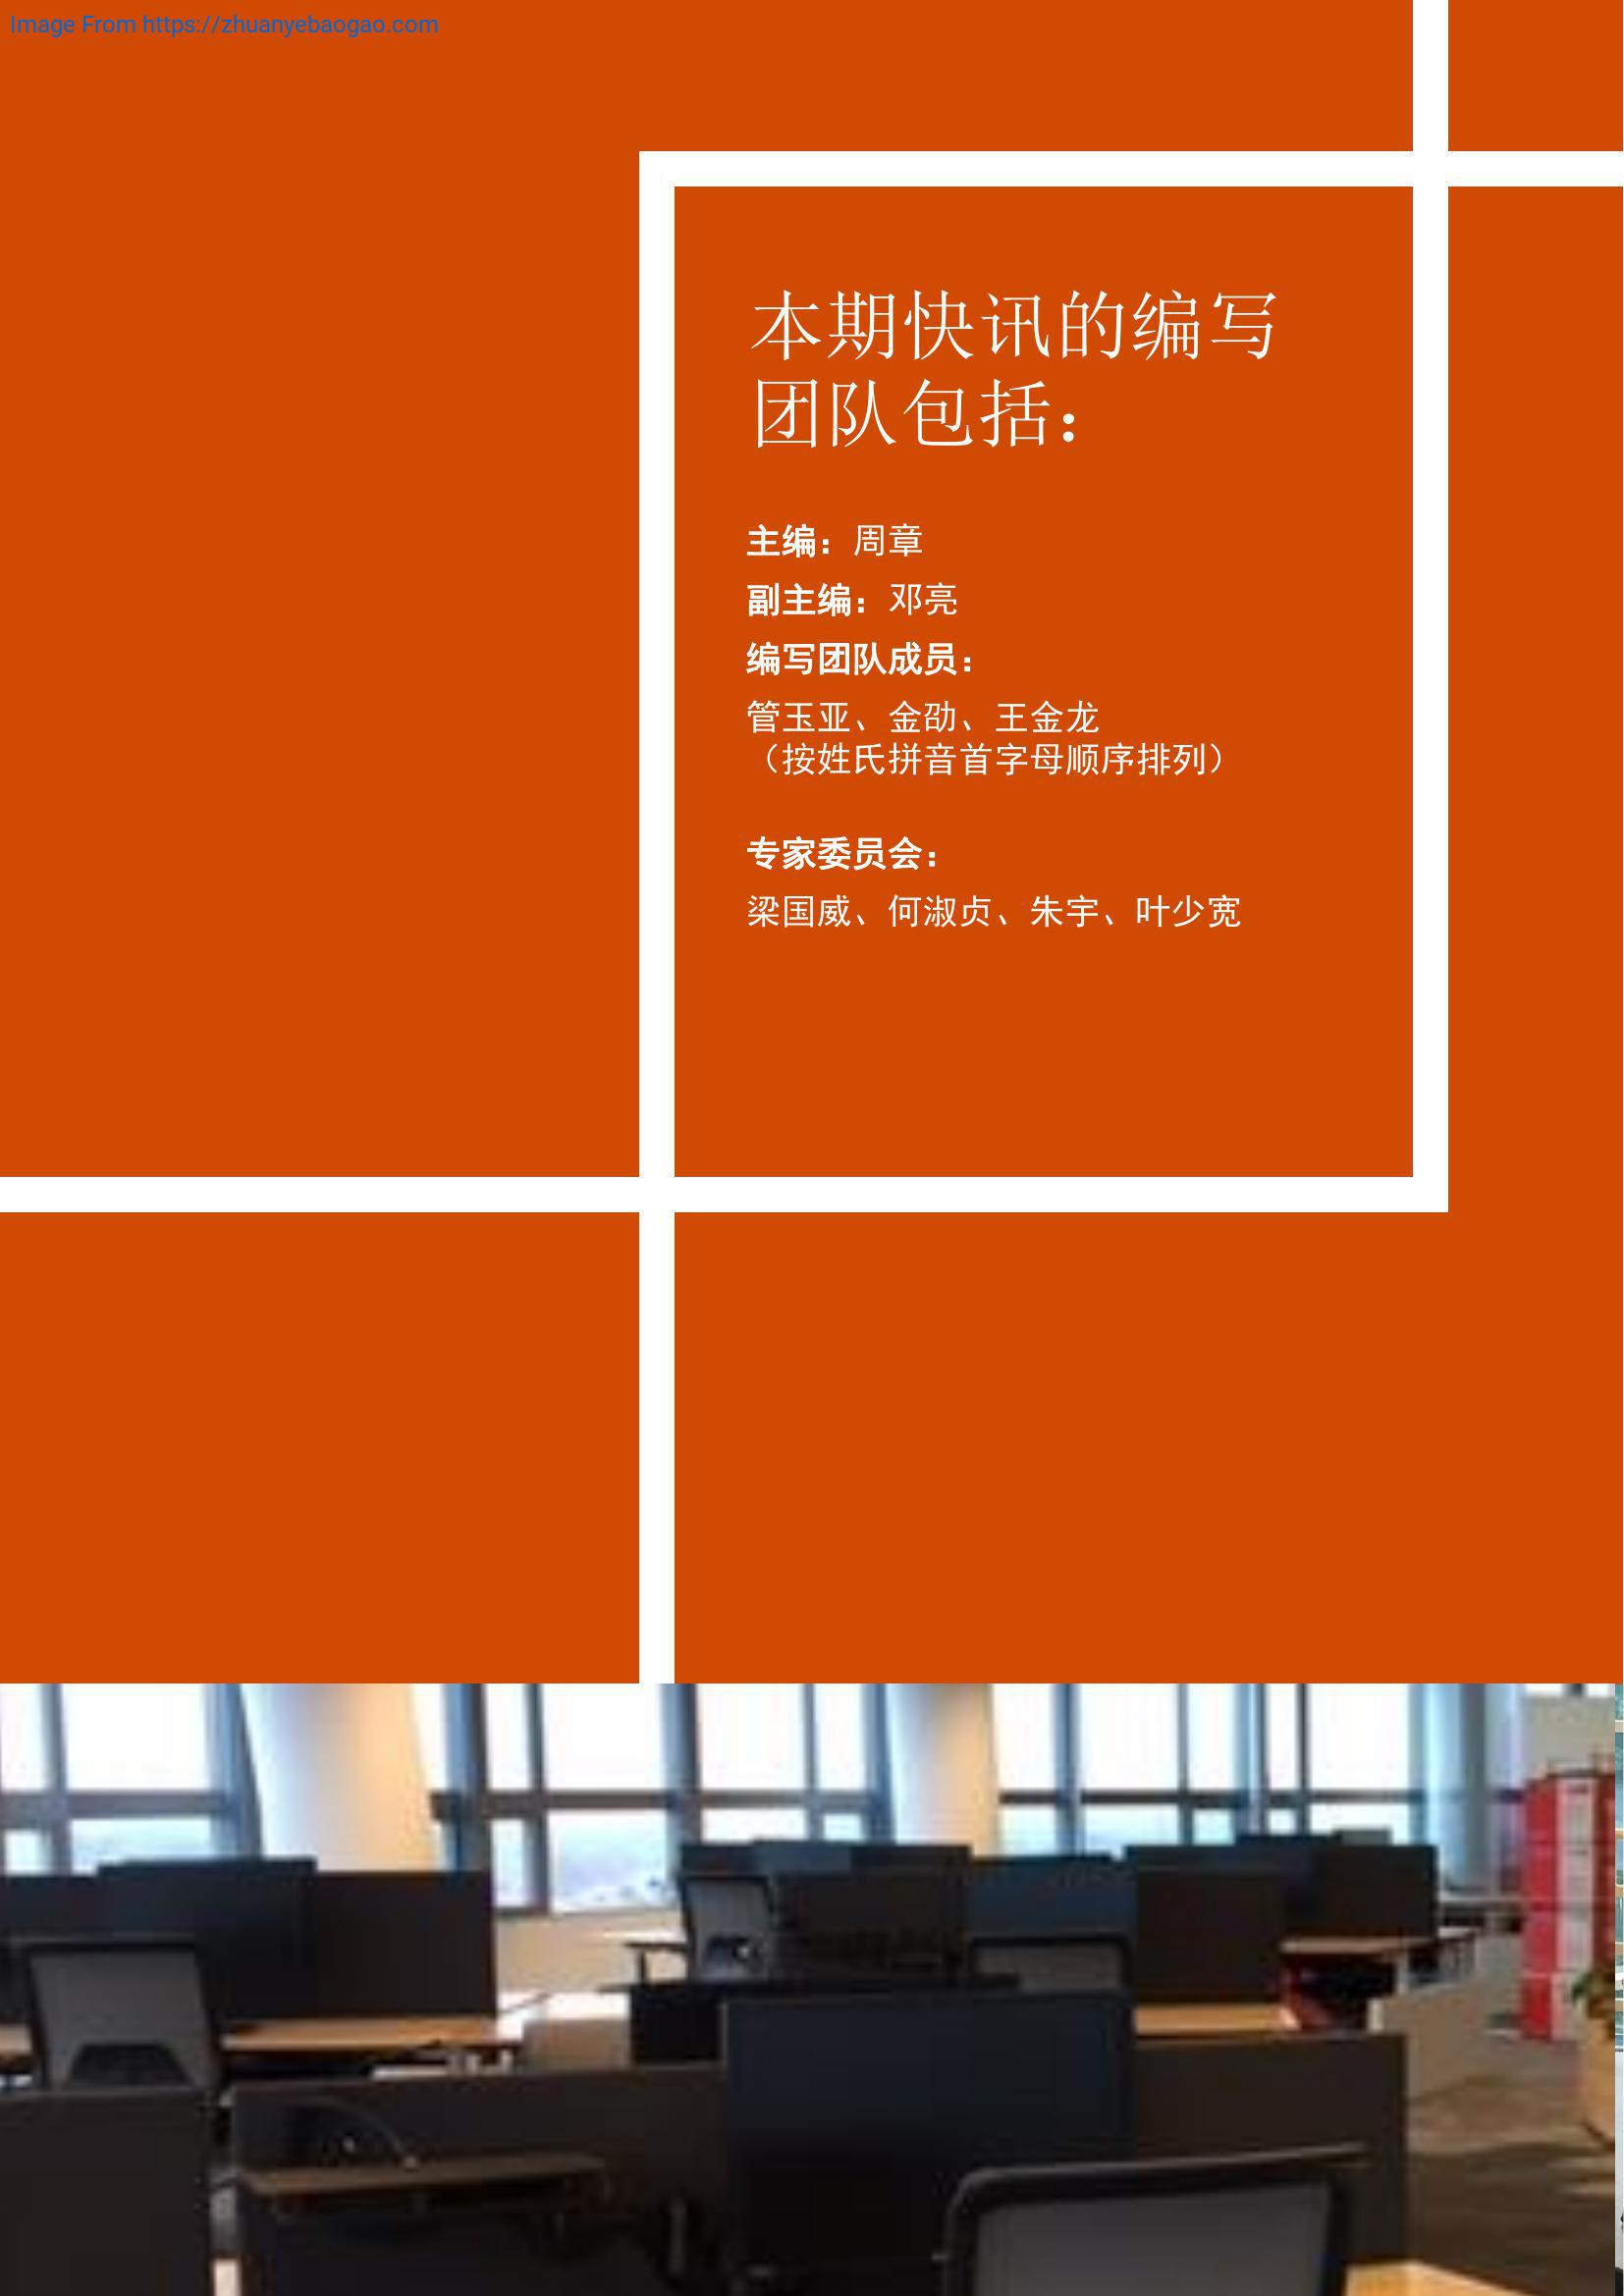 Image From https://zhuanyebaogao.com
本期快讯的编写
团队包括：
主编：周章
副主编：邓亮
编写团队成员：
管玉亚、金劭、王金龙
（按姓氏拼音首字母顺序排列）
专家委员会：
梁国威、何淑贞、朱宇、叶少宽